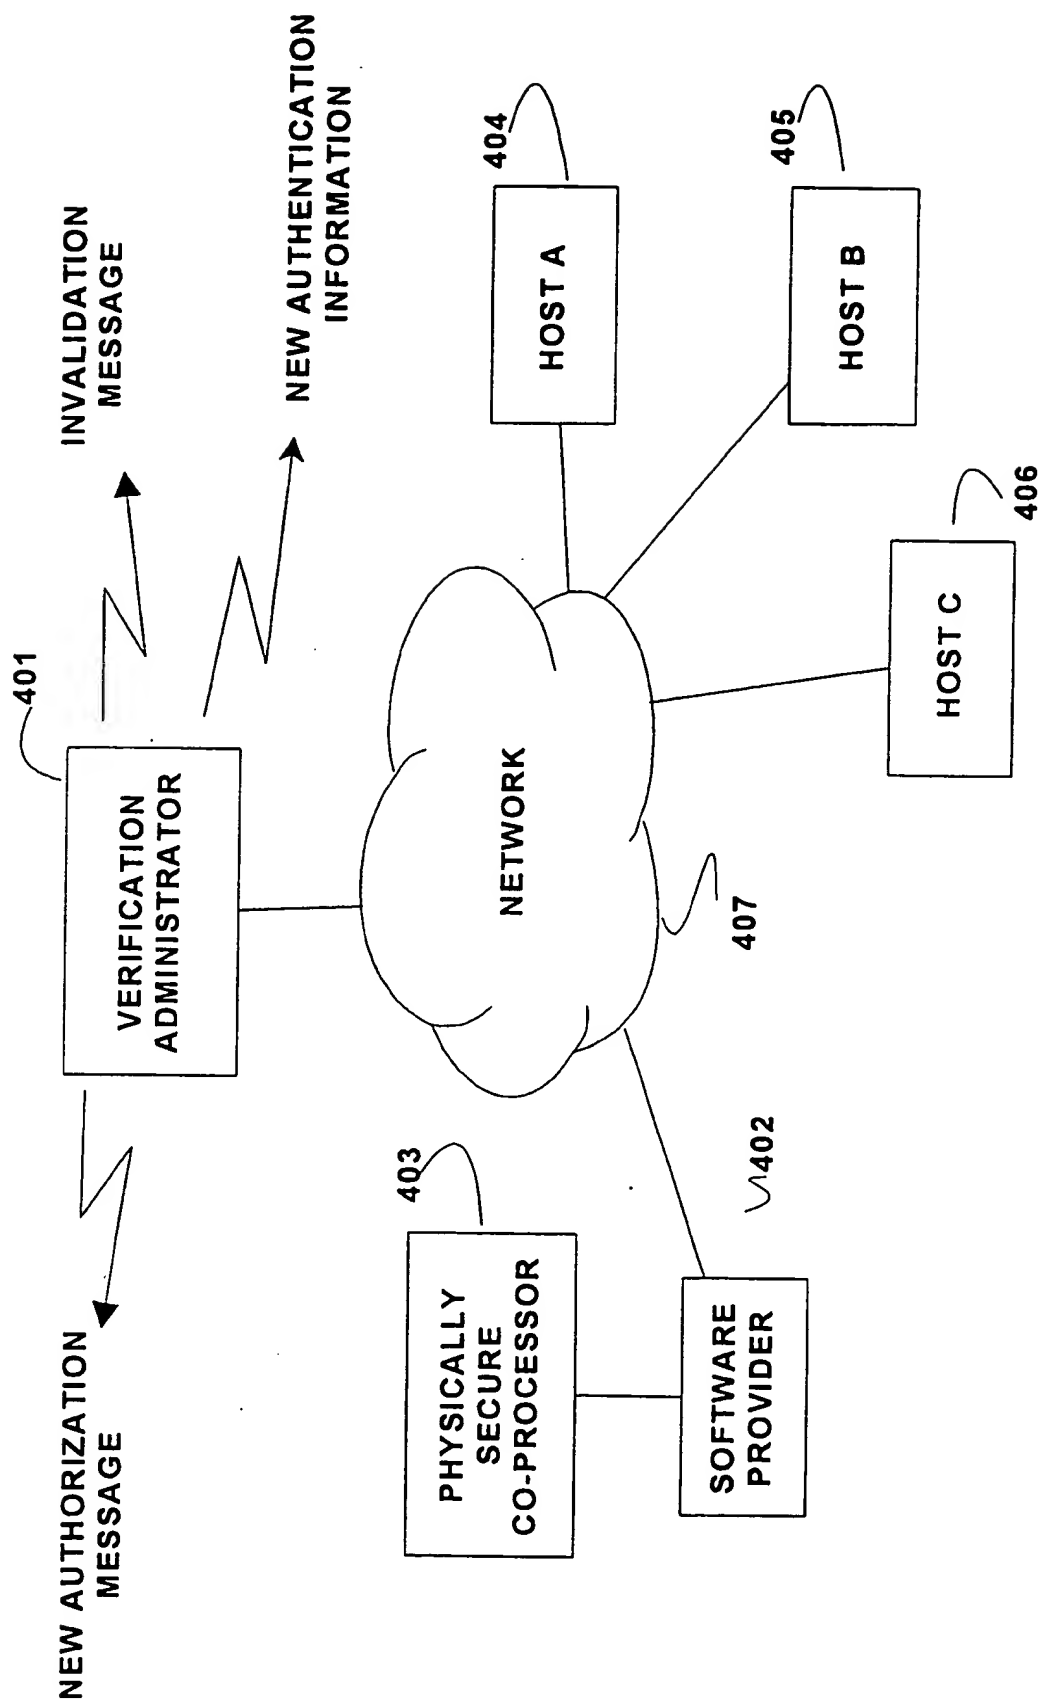 NEW AUTHORIZATION
MESSAGE
401
VERIFICATION
ADMINISTRATOR
INVALIDATION
MESSAGE
NEW AUTHENTICATION
INFORMATION
403
PHYSICALLY
SECURE
CO-PROCESSOR
NETWORK
404
HOST A
402
SOFTWARE
PROVIDER
407
405
HOST B
406
HOST C